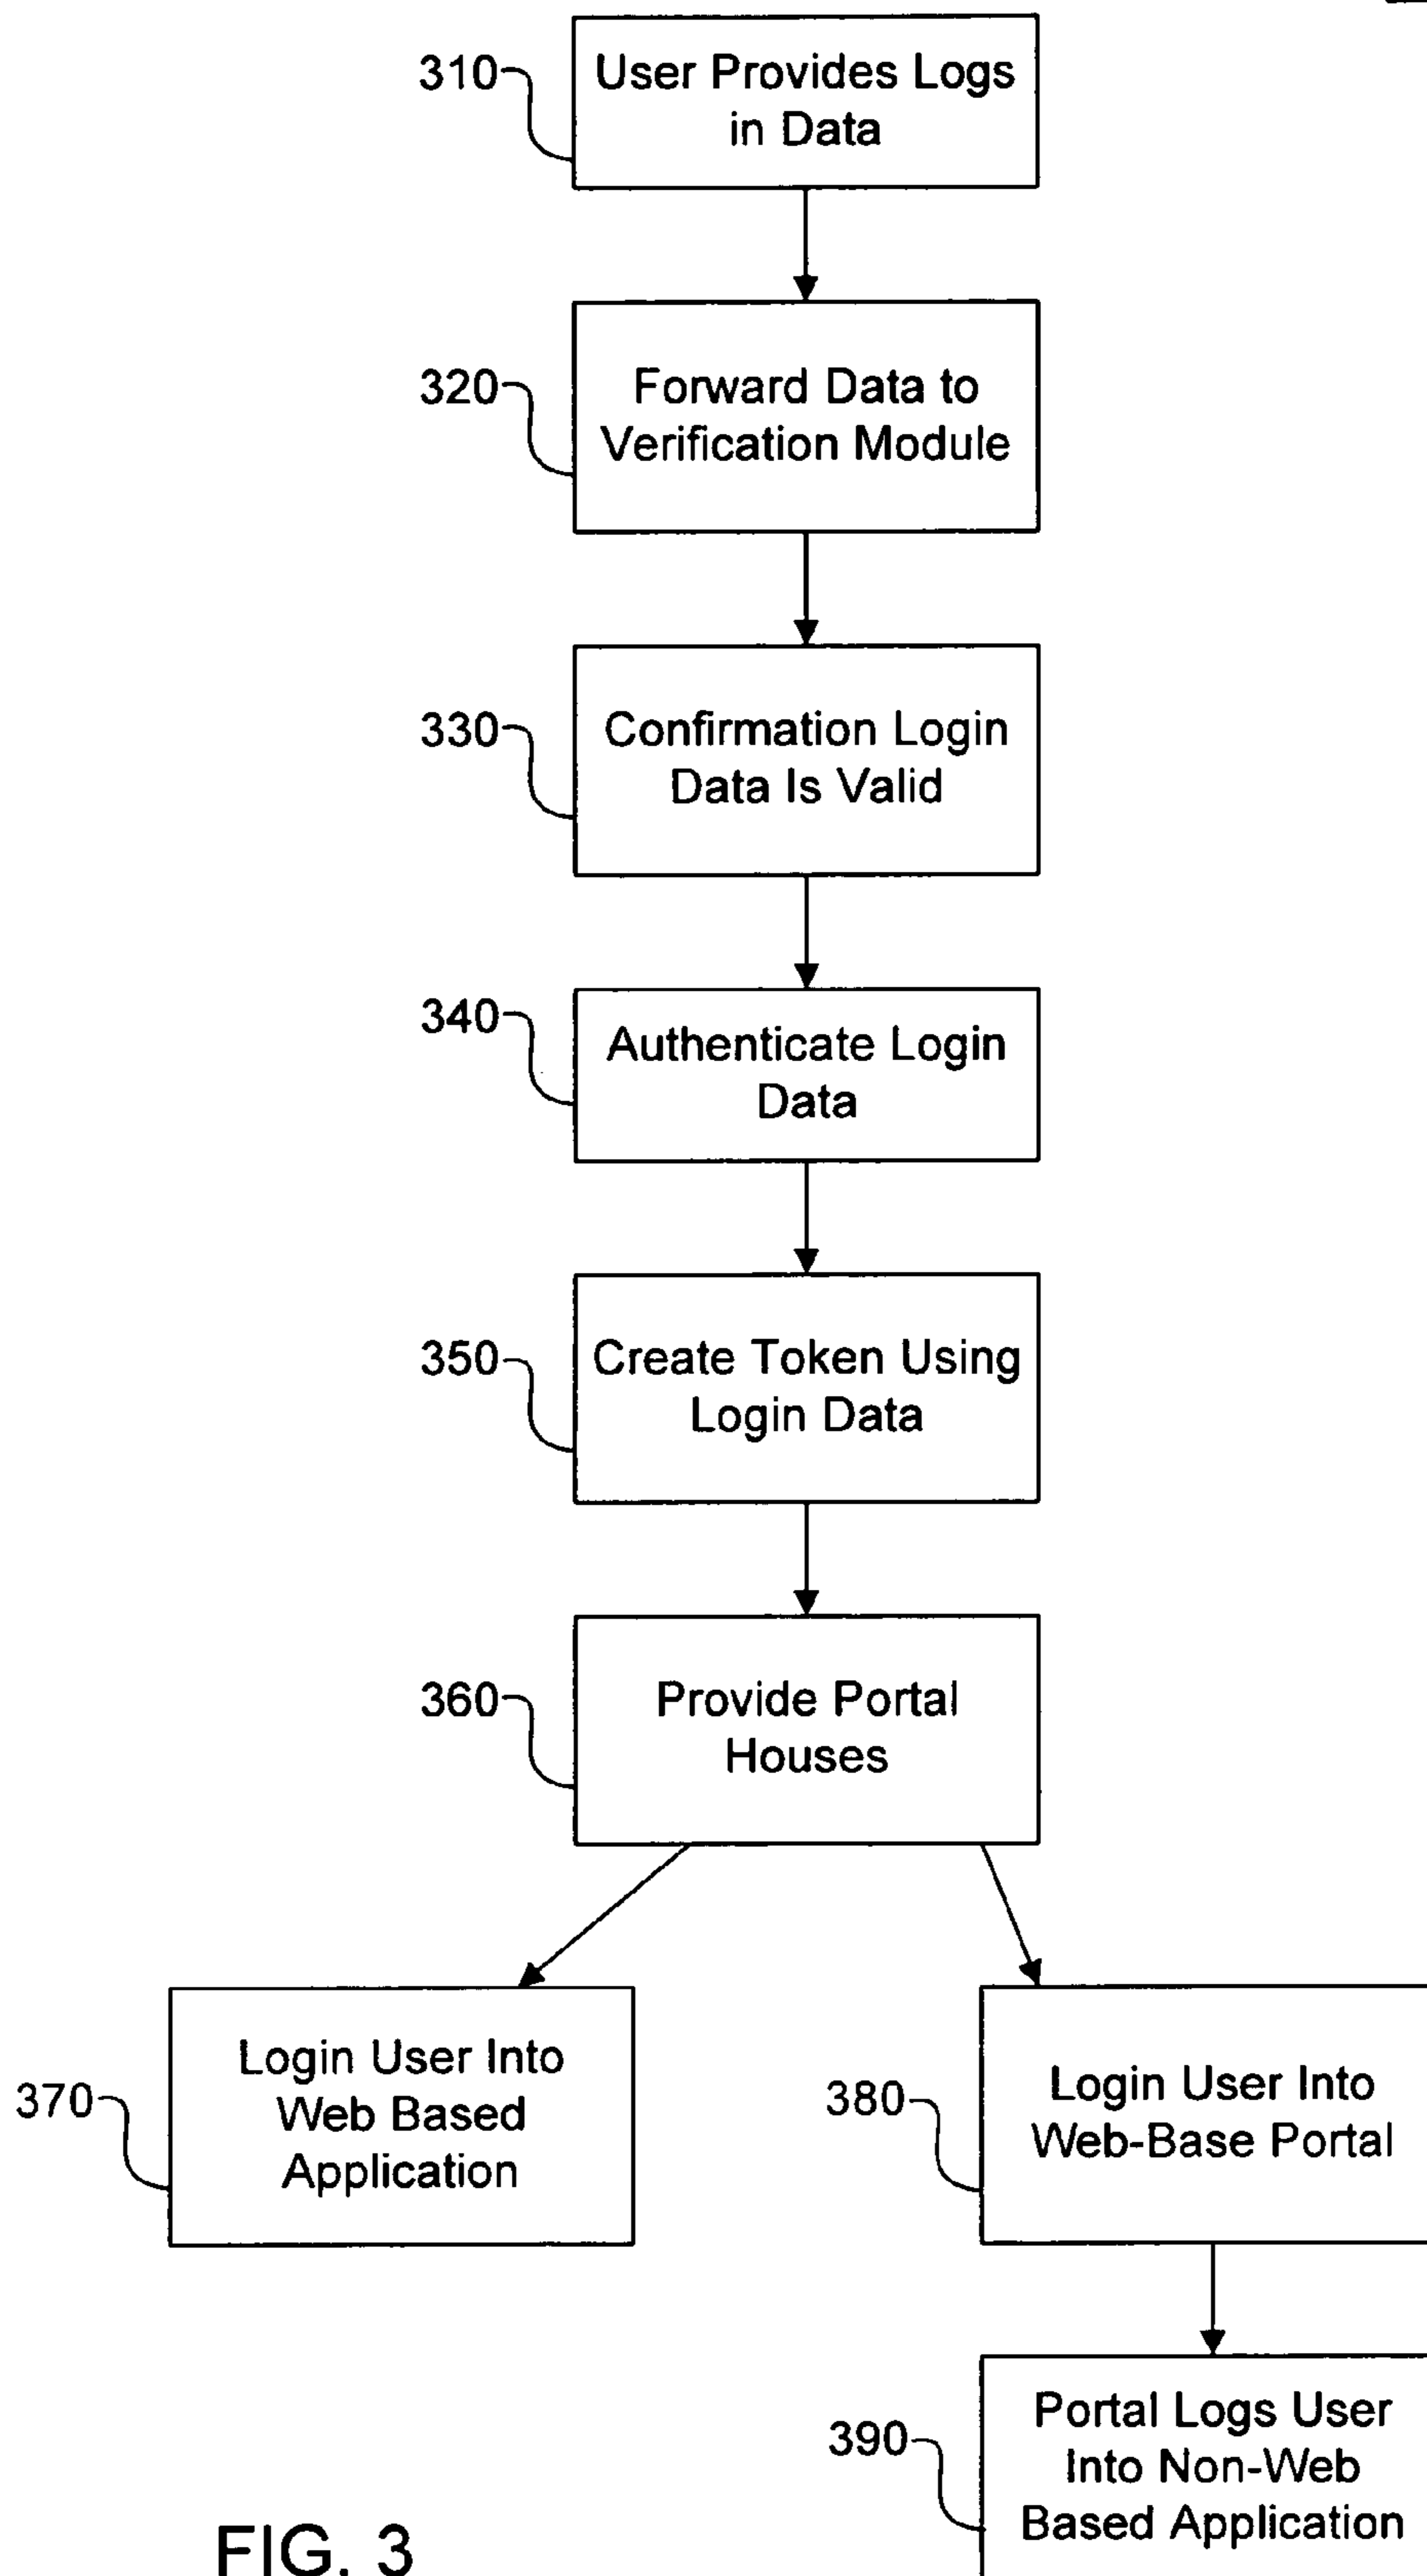 310
User Provides Logs
in Data
320
Forward Data to
Verification Module
330
Confirmation Login
Data Is Valid
340
Authenticate Login
Data
350
Create Token Using
Login Data
360
Provide Portal
Houses
370
Login User Into
Web Based
Application
380
Login User Into
Web-Base Portal
390
Portal Logs User
Into Non-Web
Based Application
FIG. 3